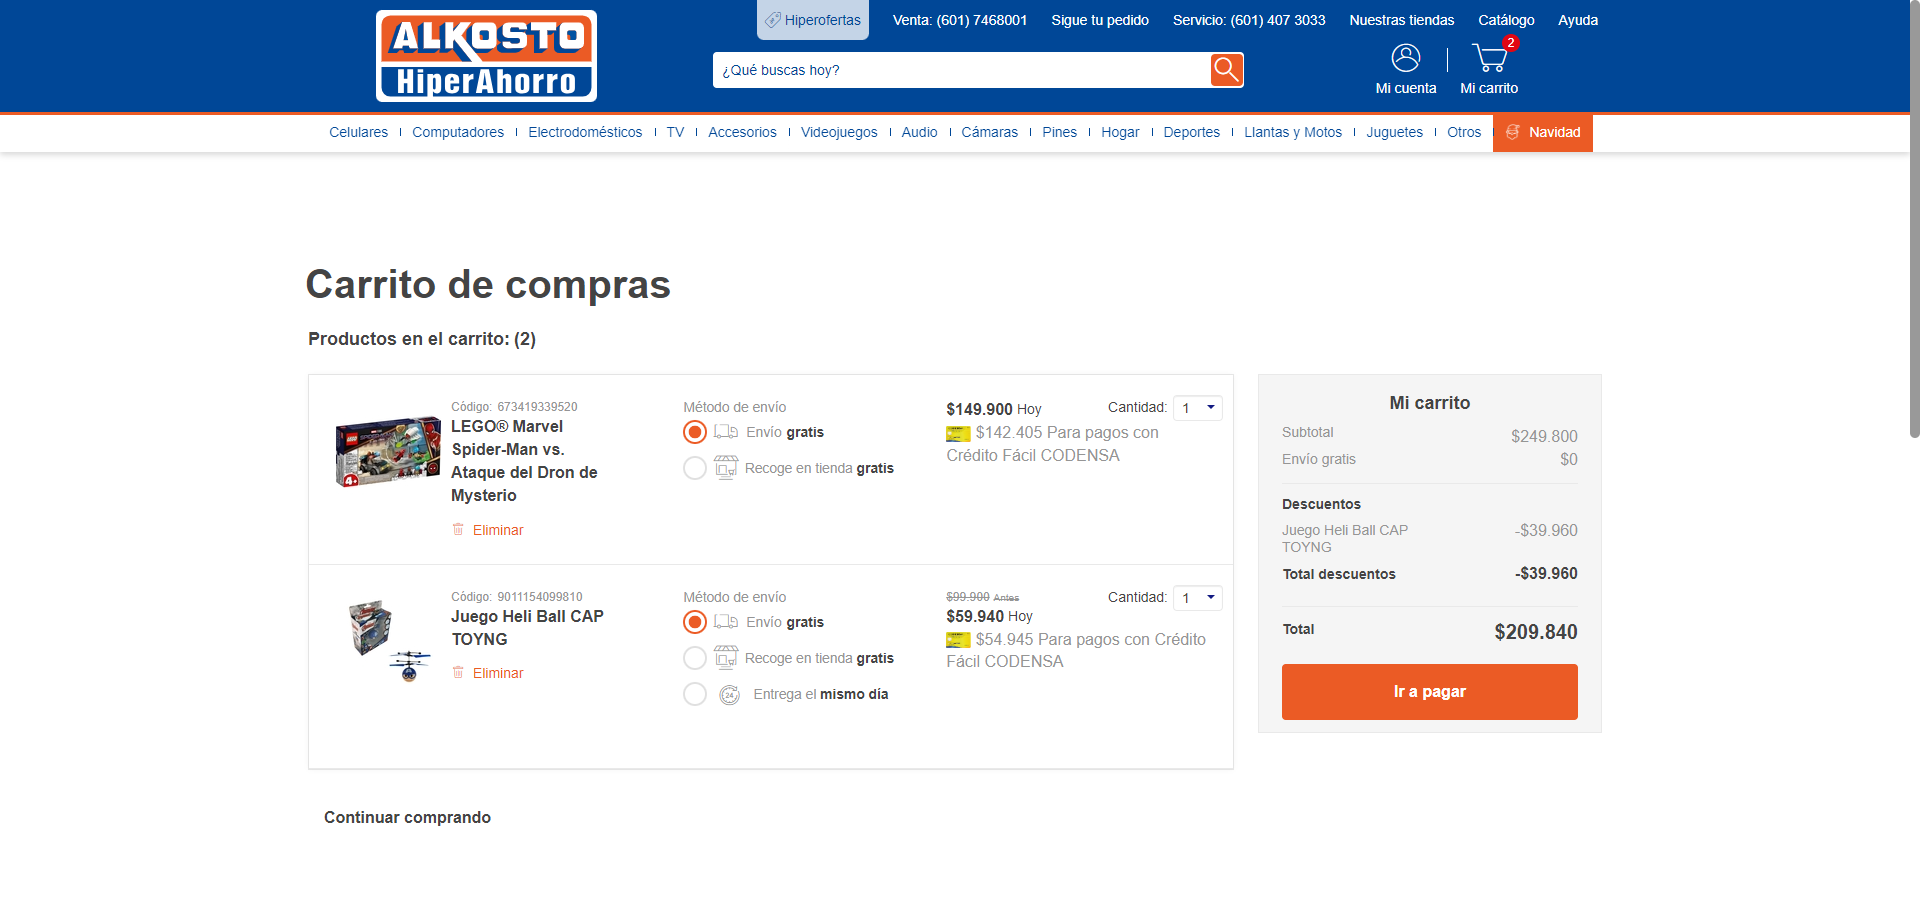 ALKOSTO
HiperAhorro
Hiperofertas
Venta: (601) 7468001
Sigue tu pedido
Servicio: (601) 407 3033
Nuestras tiendas
Catálogo
Ayuda
¿Qué buscas hoy?
Mi cuenta
2
Mi carrito
Celulares
Computadores
Electrodomésticos
TV
Accesorios
Videojuegos
Audio
Cámaras
Pines
Hogar
Deportes
Llantas y Motos
Juguetes
Otros
Navidad
Carrito de compras
Productos en el carrito: (2)
LEGO
4+
Código: 673419339520
LEGO® Marvel
Spider-Man vs.
Ataque del Dron de
Mysterio
Eliminar
Método de envío
Envío gratis
Recoge en tienda gratis
$149.900 Hoy
$142.405 Para pagos con
Crédito Fácil CODENSA
Cantidad: 1
Código: 9011154099810
Juego Heli Ball CAP
TOYNG
Eliminar
Método de envío
Envío gratis
Recoge en tienda gratis
24
Entrega el mismo día
$99.900 Antes
$59.940 Hoy
$54.945 Para pagos con Crédito
Fácil CODENSA
Cantidad: 1
Mi carrito
Subtotal $249.800
Envío gratis $0
Descuentos
Juego Heli Ball CAP
TOYNG
-$39.960
Total descuentos -$39.960
Total $209.840
Ir a pagar
Continuar comprando